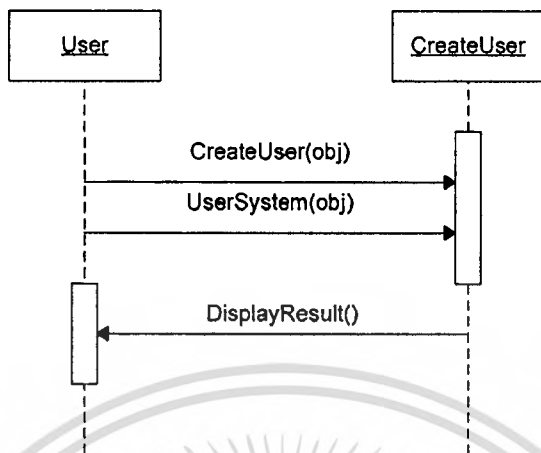 User
CreateUser
CreateUser(obj)
UserSystem(obj)
DisplayResult()